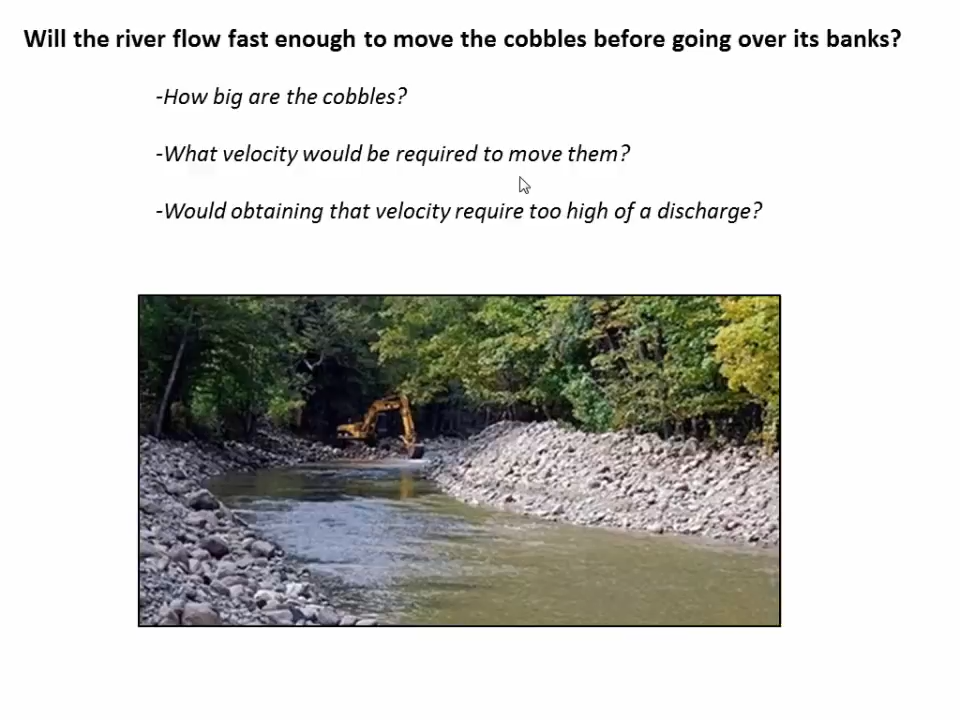 Will the river flow fast enough to move the cobbles before going over its banks?
-How big are the cobbles?
-What velocity would be required to move them?
-Would obtaining that velocity require too high of a discharge?